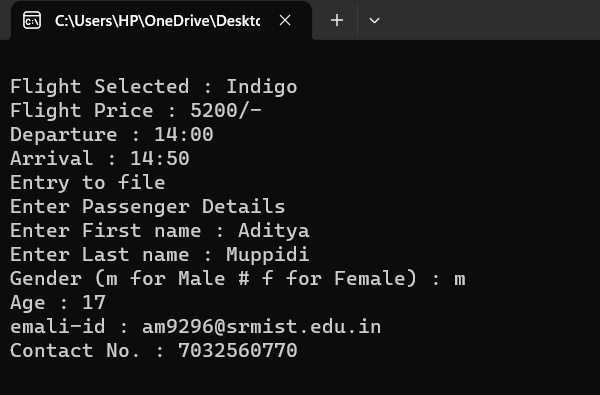 C:\Users\HP\OneDrive\Deskto
Flight Selected : Indigo
Flight Price : 5200/-
Departure : 14:00
Arrival : 14:50
Entry to file
Enter Passenger Details
Enter First name : Aditya
Enter Last name : Muppidi
Gender (m for Male # f for Female) : m
Age : 17
emali-id : am9296@srmist.edu.in
Contact No. : 7032560770